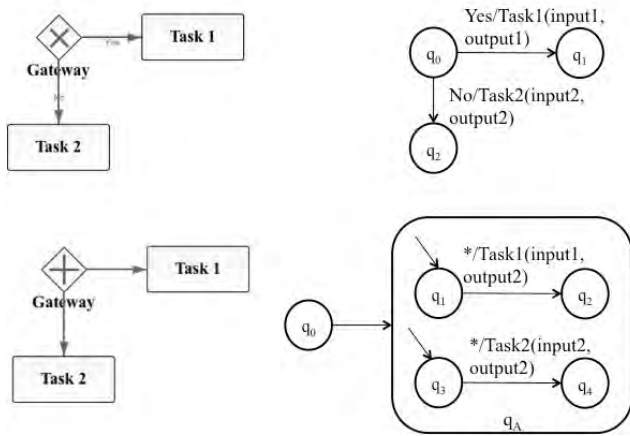 Task 1
Yes
Gateway
No
Task 2
Yes/Task1(input1,
output1)
q0
q1
No/Task2(input2,
output2)
q2
Task 1
Gateway
Task 2
q0
*/Task1(input1,
output2)
q1
q2
*/Task2(input2,
output2)
q3
q4
qA